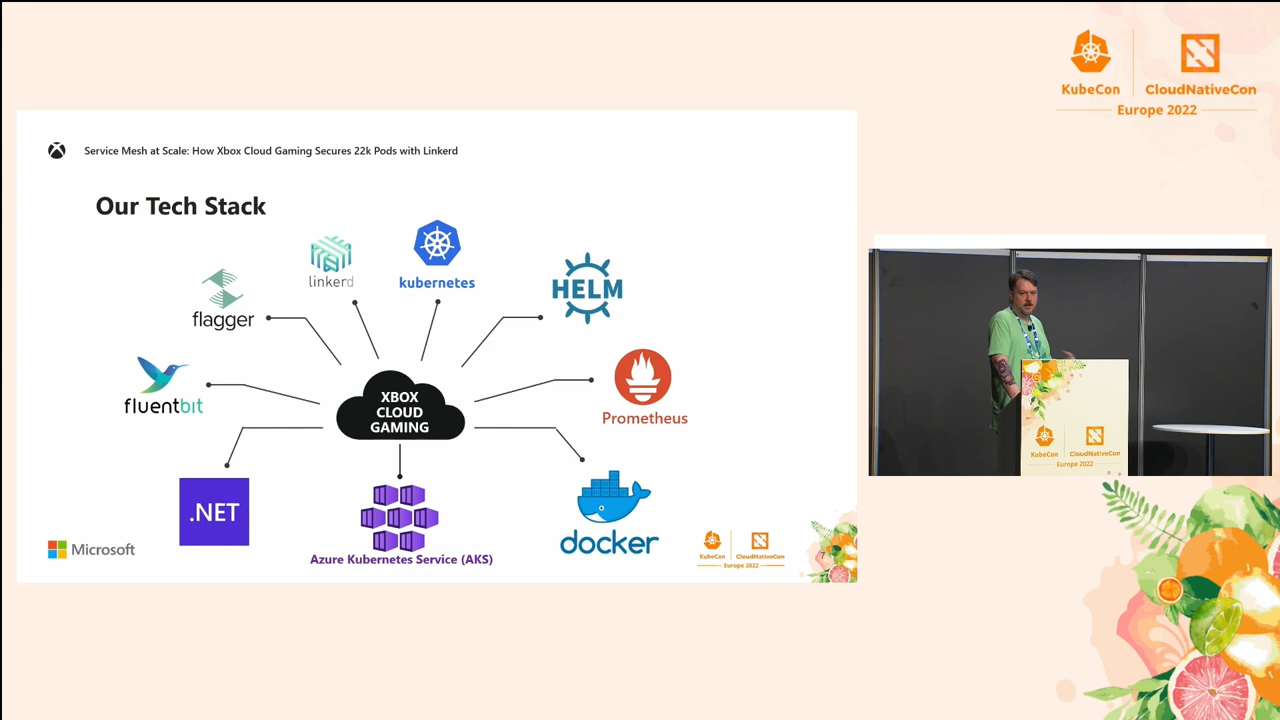 KubeCon
CloudNativeCon
Europe 2022
Service Mesh at Scale: How Xbox Cloud Gaming Secures 22k Pods with Linkerd
Our Tech Stack
linkerd
kubernetes
HELM
flagger
fluentbit
XBOX
CLOUD
GAMING
Prometheus
.NET
docker
Azure Kubernetes Service (AKS)
Microsoft
KubeCon
CloudNativeCon
Europe 2022
7
KubeCon
CloudNativeCon
Europe 2022